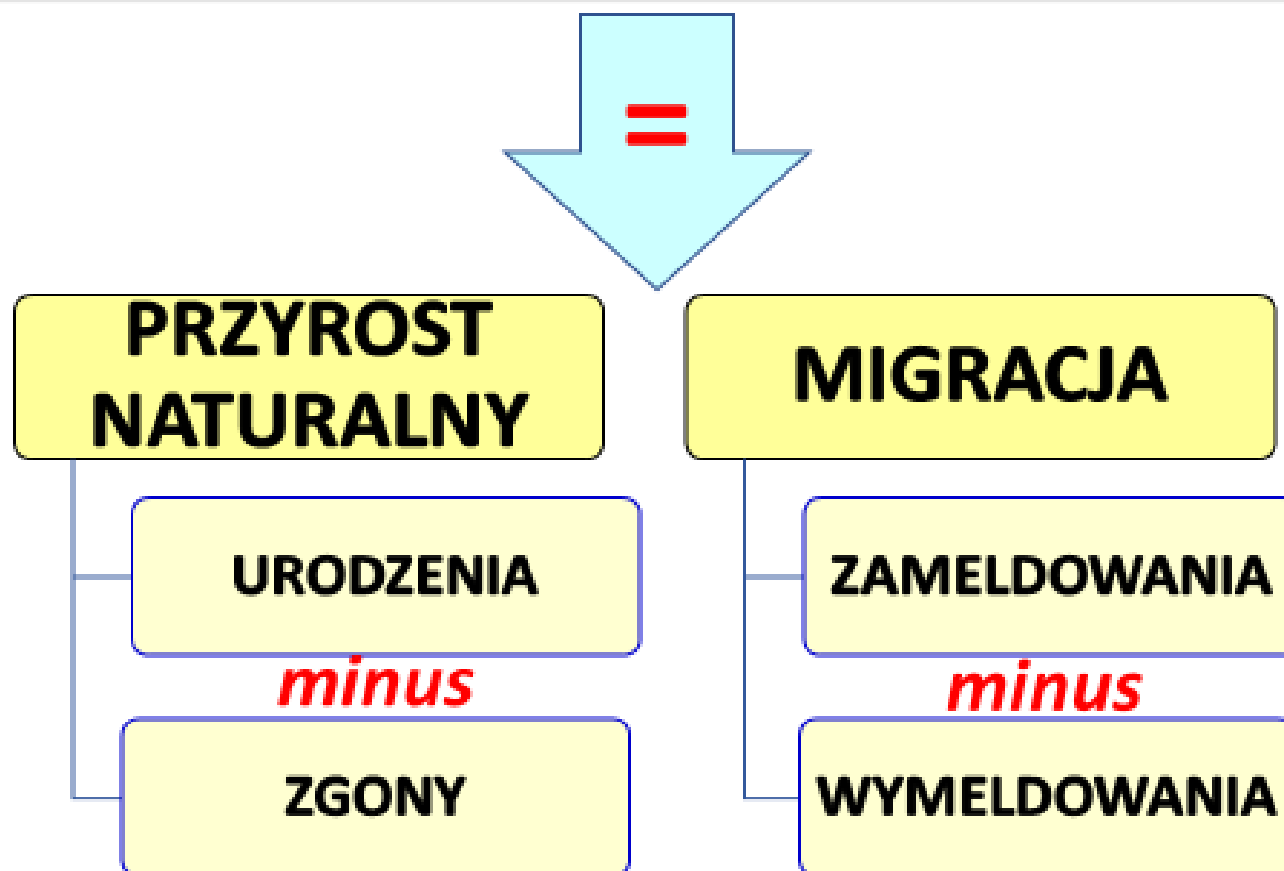 =
PRZYROST
NATURALNY
MIGRACJA
URODZENIA
minus
ZGONY
ZAMELDOWANIA
minus
WYMELDOWANIA